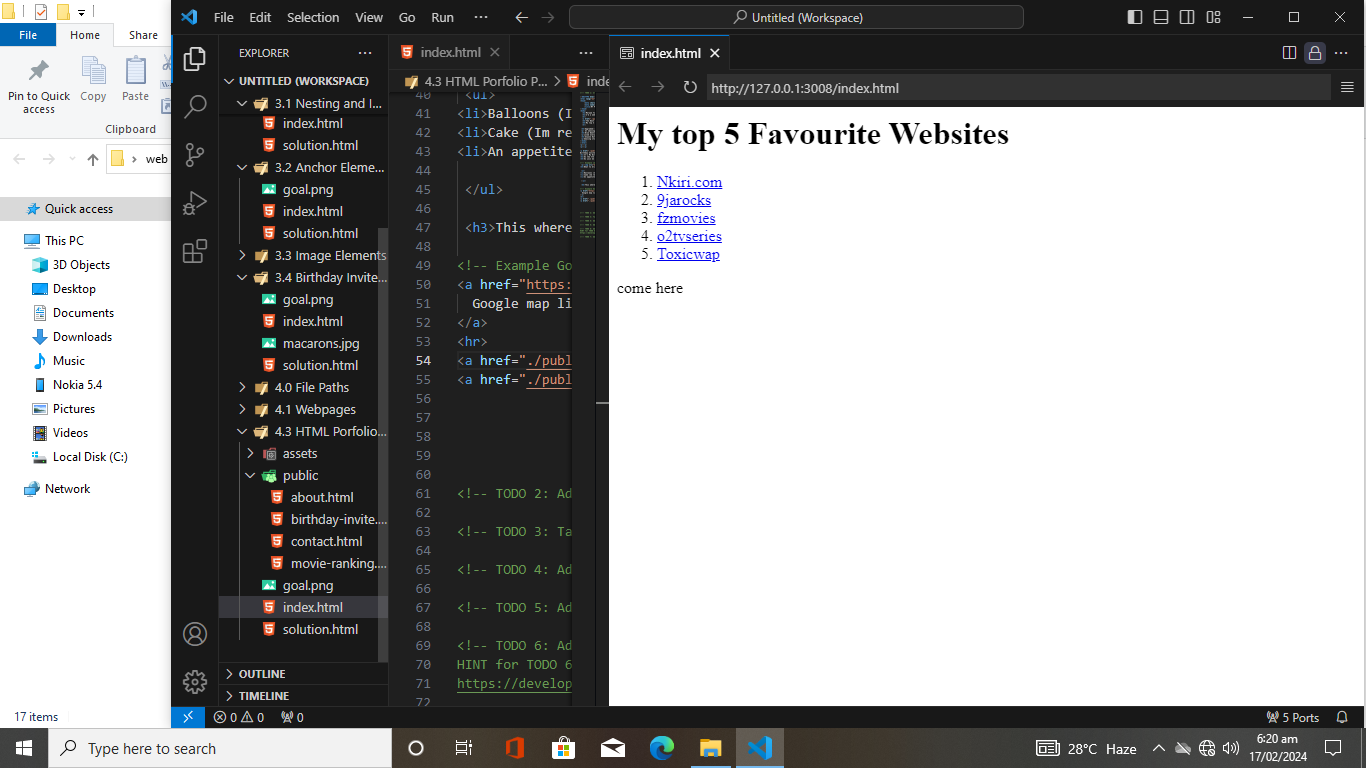 File Edit Selection View Go Run ··· Untitled (Workspace)
File Home Share
Pin to Quick access
Copy
Paste
Clipboard
web
Quick access
This PC
3D Objects
Desktop
Documents
Downloads
Music
Nokia 5.4
Pictures
Videos
Local Disk (C:)
Network
17 items
EXPLORER
UNTITLED (WORKSPACE)
3.1 Nesting and I...
index.html
solution.html
3.2 Anchor Eleme...
goal.png
index.html
solution.html
3.3 Image Elements
3.4 Birthday Invite...
goal.png
index.html
macarons.jpg
solution.html
4.0 File Paths
4.1 Webpages
4.3 HTML Porfolio...
assets
public
about.html
birthday-invite....
contact.html
movie-ranking....
goal.png
index.html
solution.html
OUTLINE
TIMELINE
index.html
4.3 HTML Porfolio P... > inde
40 <ul>
41 <li>Balloons (I
42 <li>Cake (Im re
43 <li>An appetite
44
45 </ul>
46
47 <h3>This where
48
49 <!-- Example Go
50 <a href="https:
51 Google map li
52 </a>
53 <hr>
54 <a href="./publ
55 <a href="./publ
56
57
58
59
60
61 <!-- TODO 2: Ad
62
63 <!-- TODO 3: Ta
64
65 <!-- TODO 4: Ad
66
67 <!-- TODO 5: Ad
68
69 <!-- TODO 6: Ad
70 HINT for TODO 6
71 https://develop
72
index.html
http://127.0.0.1:3008/index.html
My top 5 Favourite Websites
1. Nkiri.com
2. 9jarocks
3. fzmovies
4. o2tvseries
5. Toxicwap
come here
0 0 0 5 Ports
Type here to search
28°C Haze
6:20 am
17/02/2024